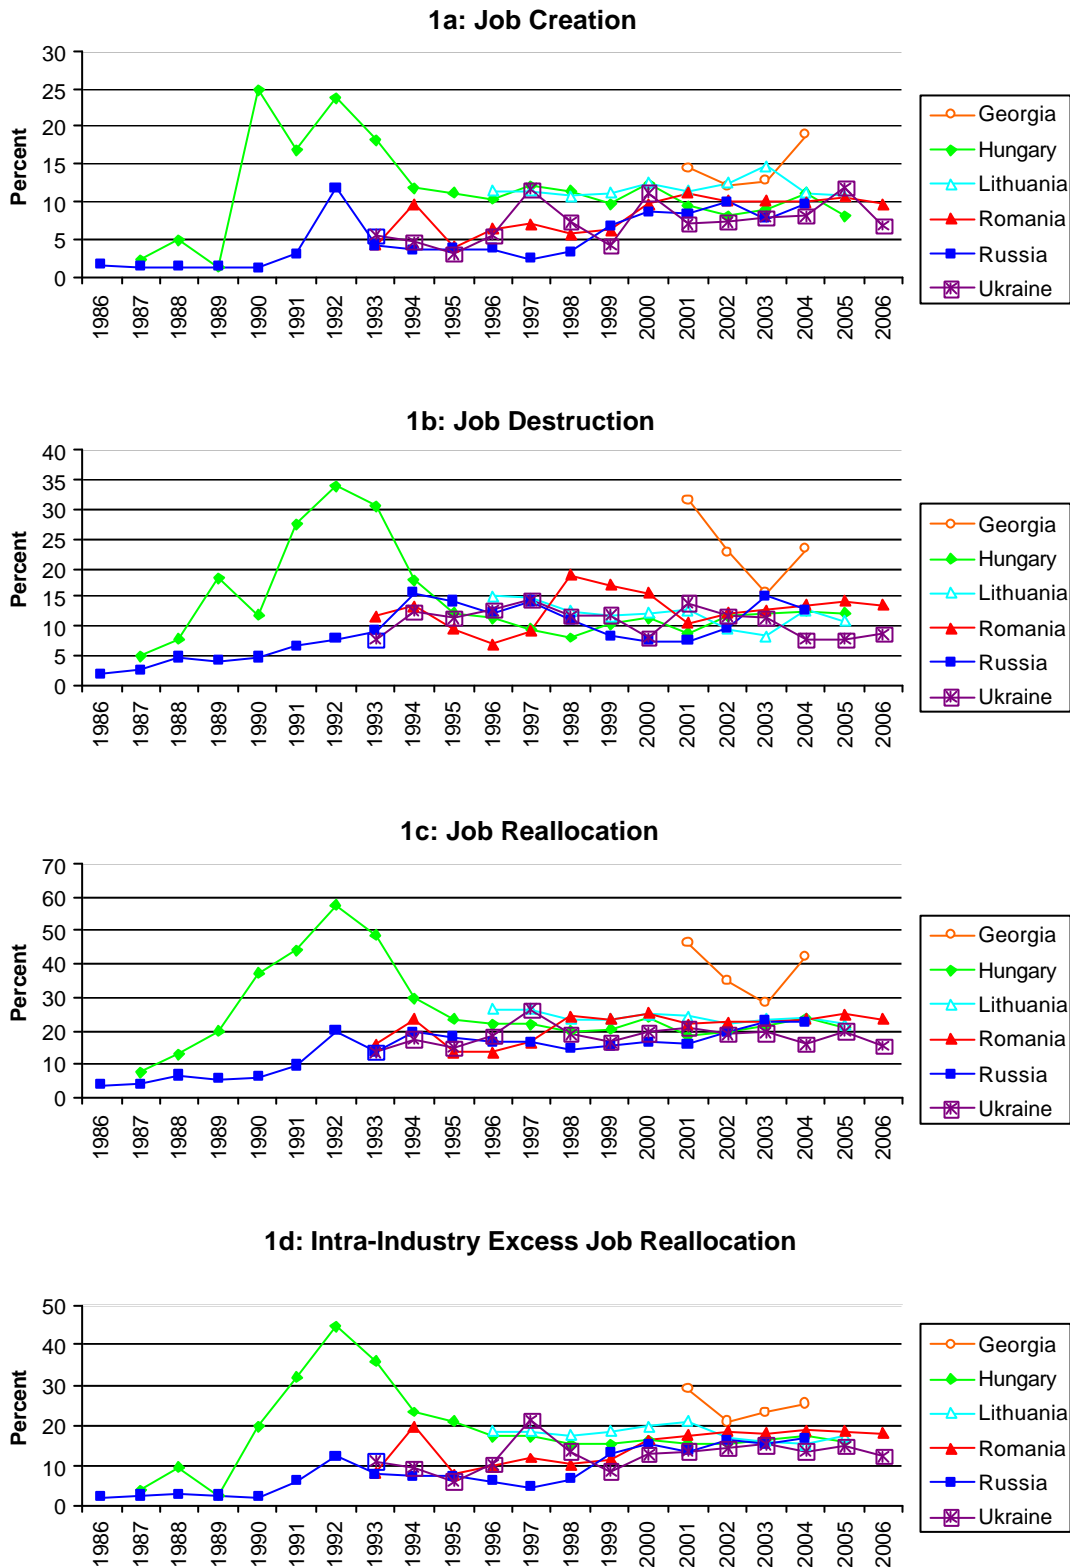 1a: Job Creation
Percent
30
25
20
15
10
5
0
1986 1987 1988 1989 1990 1991 1992 1993 1994 1995 1996 1997 1998 1999 2000 2001 2002 2003 2004 2005 2006
Georgia
Hungary
Lithuania
Romania
Russia
Ukraine
1b: Job Destruction
Percent
40
35
30
25
20
15
10
5
0
1986 1987 1988 1989 1990 1991 1992 1993 1994 1995 1996 1997 1998 1999 2000 2001 2002 2003 2004 2005 2006
Georgia
Hungary
Lithuania
Romania
Russia
Ukraine
1c: Job Reallocation
Percent
70
60
50
40
30
20
10
0
1986 1987 1988 1989 1990 1991 1992 1993 1994 1995 1996 1997 1998 1999 2000 2001 2002 2003 2004 2005 2006
Georgia
Hungary
Lithuania
Romania
Russia
Ukraine
1d: Intra-Industry Excess Job Reallocation
Percent
50
40
30
20
10
0
1986 1987 1988 1989 1990 1991 1992 1993 1994 1995 1996 1997 1998 1999 2000 2001 2002 2003 2004 2005 2006
Georgia
Hungary
Lithuania
Romania
Russia
Ukraine